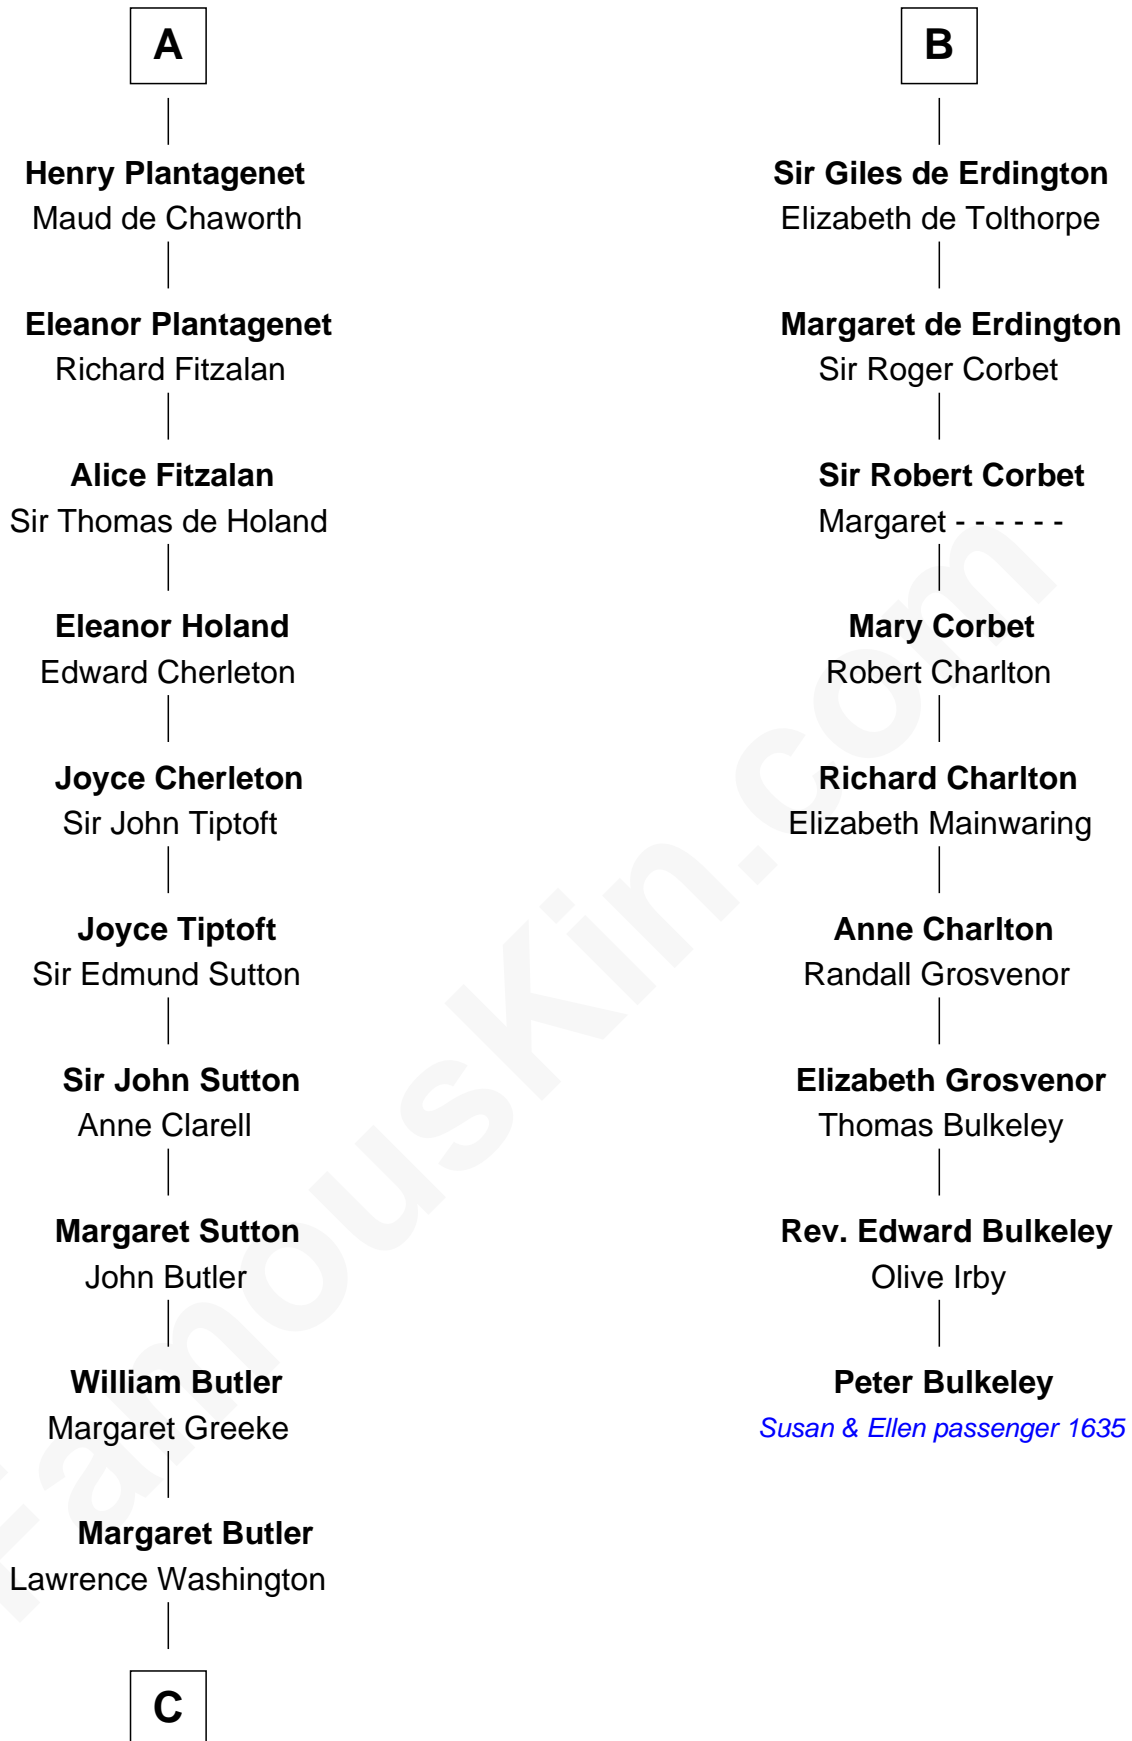 A
Henry Plantagenet
Maud de Chaworth
Eleanor Plantagenet
Richard Fitzalan
Alice Fitzalan
Sir Thomas de Holand
Eleanor Holand
Edward Cherleton
Joyce Cherleton
Sir John Tiptoft
Joyce Tiptoft
Sir Edmund Sutton
Sir John Sutton
Anne Clarell
Margaret Sutton
John Butler
William Butler
Margaret Greeke
Margaret Butler
Lawrence Washington
C
B
Sir Giles de Erdington
Elizabeth de Tolthorpe
Margaret de Erdington
Sir Roger Corbet
Sir Robert Corbet
Margaret - - - - - -
Mary Corbet
Robert Charlton
Richard Charlton
Elizabeth Mainwaring
Anne Charlton
Randall Grosvenor
Elizabeth Grosvenor
Thomas Bulkeley
Rev. Edward Bulkeley
Olive Irby
Peter Bulkeley
Susan & Ellen passenger 1635
FamousKin.com